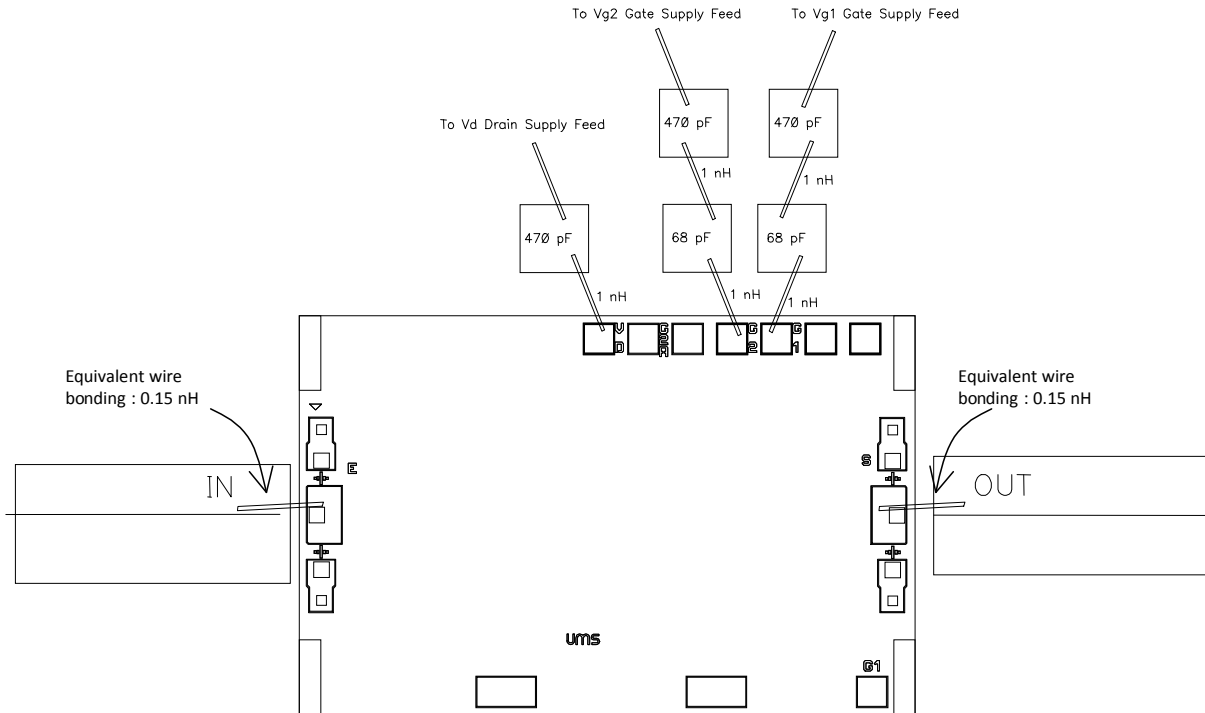 To Vg2 Gate Supply Feed
To Vg1 Gate Supply Feed
470 pF
470 pF
To Vd Drain Supply Feed
1 nH
1 nH
470 pF
68 pF
68 pF
1 nH
1 nH
1 nH
V
D
G
2
G
1
Equivalent wire
bonding : 0.15 nH
Equivalent wire
bonding : 0.15 nH
E
S
IN
OUT
ums
G1